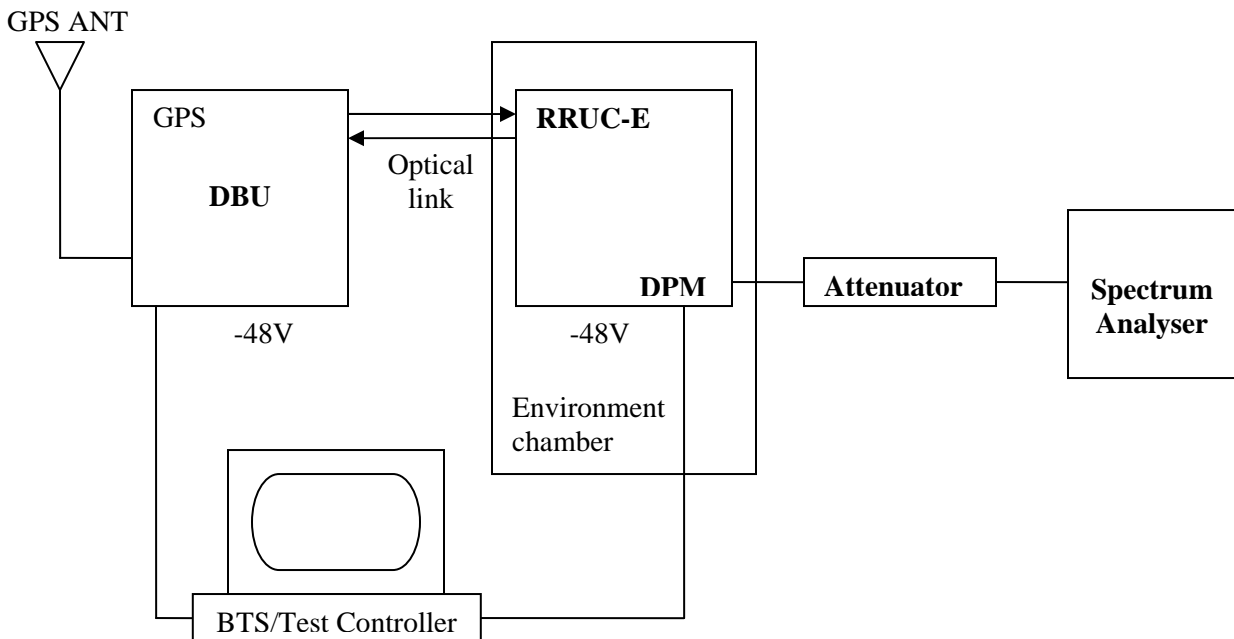 GPS ANT
GPS
DBU
-48V
Optical
link
RRUC-E
DPM
-48V
Environment
chamber
Attenuator
Spectrum
Analyser
BTS/Test Controller